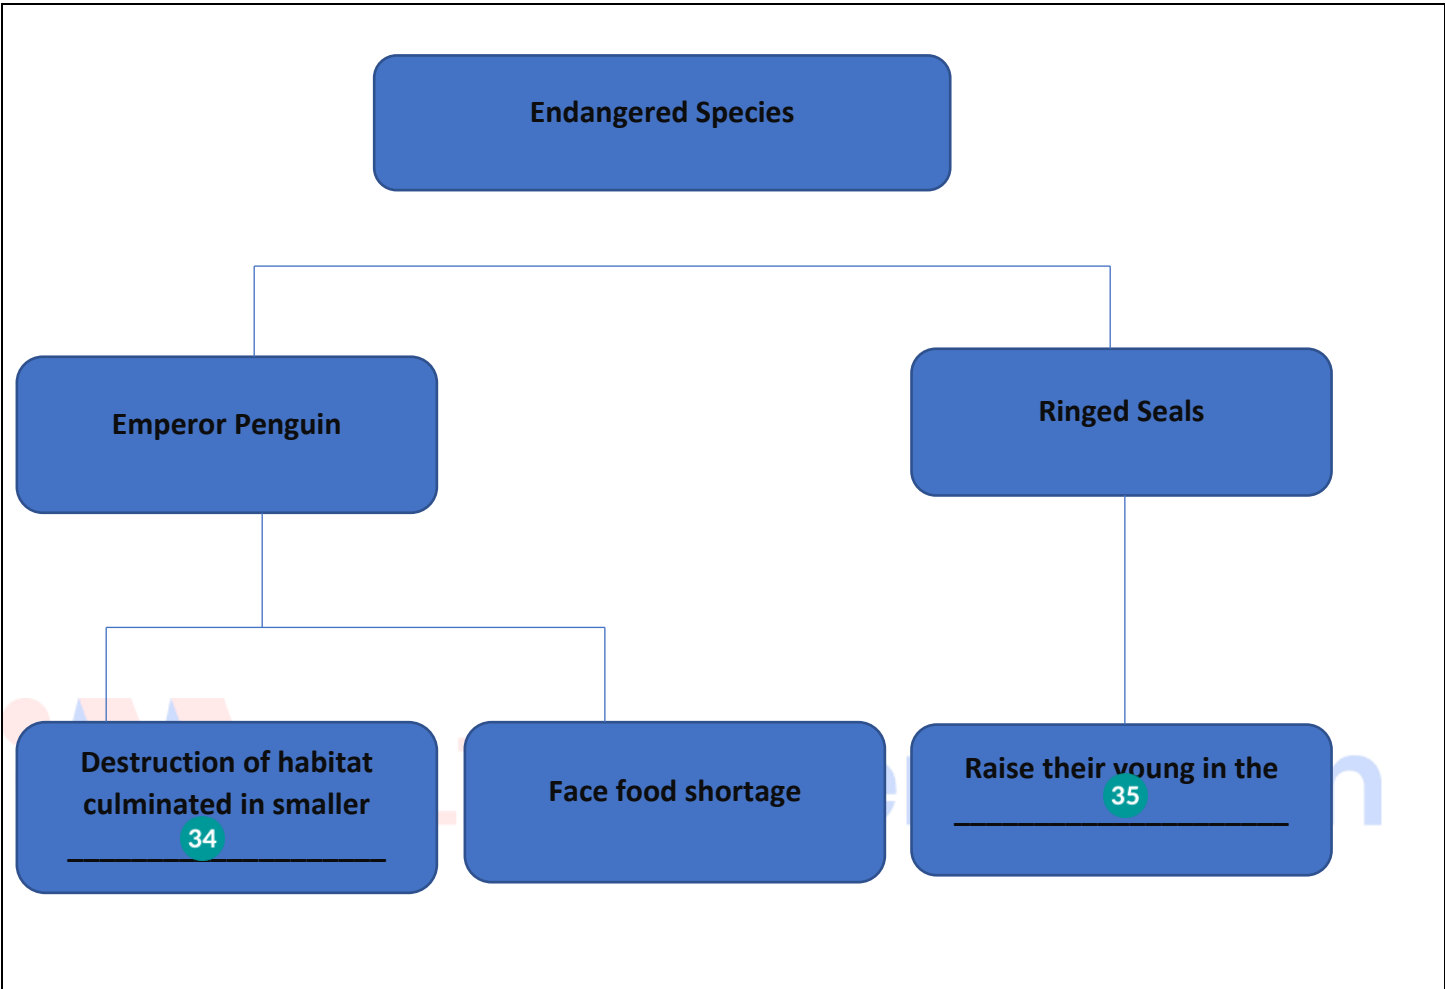 Endangered Species
Emperor Penguin
Ringed Seals
Destruction of habitat
culminated in smaller
34
Face food shortage
Raise their young in the
35